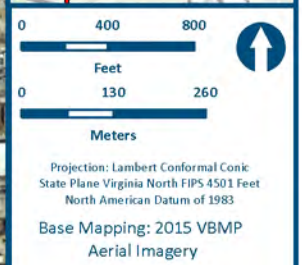 0 400 800
Feet
0 130 260
Meters
Projection: Lambert Conformal Conic
State Plane Virginia North FIPS 4501 Feet
North American Datum of 1983
Base Mapping: 2015 VBMP
Aerial Imagery